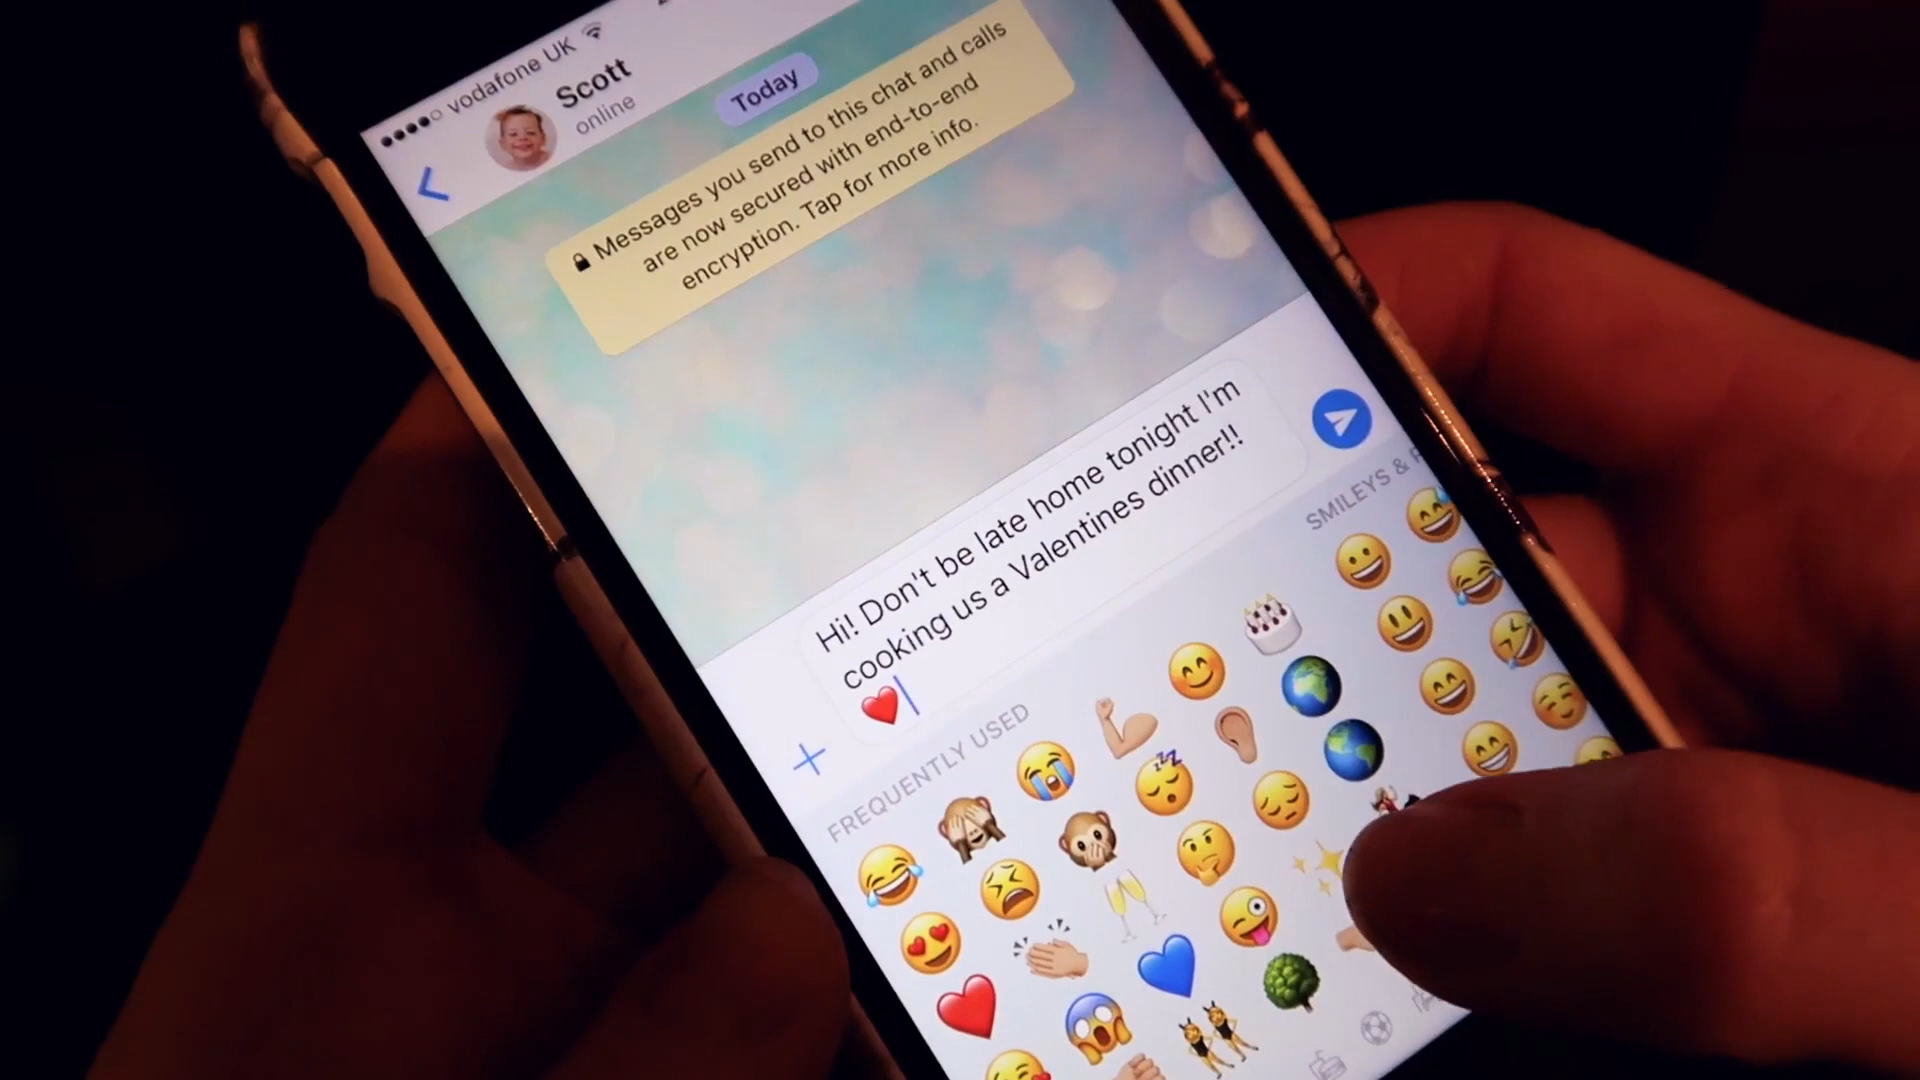 vodafone UK
Scott
online
Today
Messages you send to this chat and calls
are now secured with end-to-end
encryption. Tap for more info.
Hi! Don't be late home tonight I'm
cooking us a Valentines dinner!!
❤️
FREQUENTLY USED
SMILEYS &